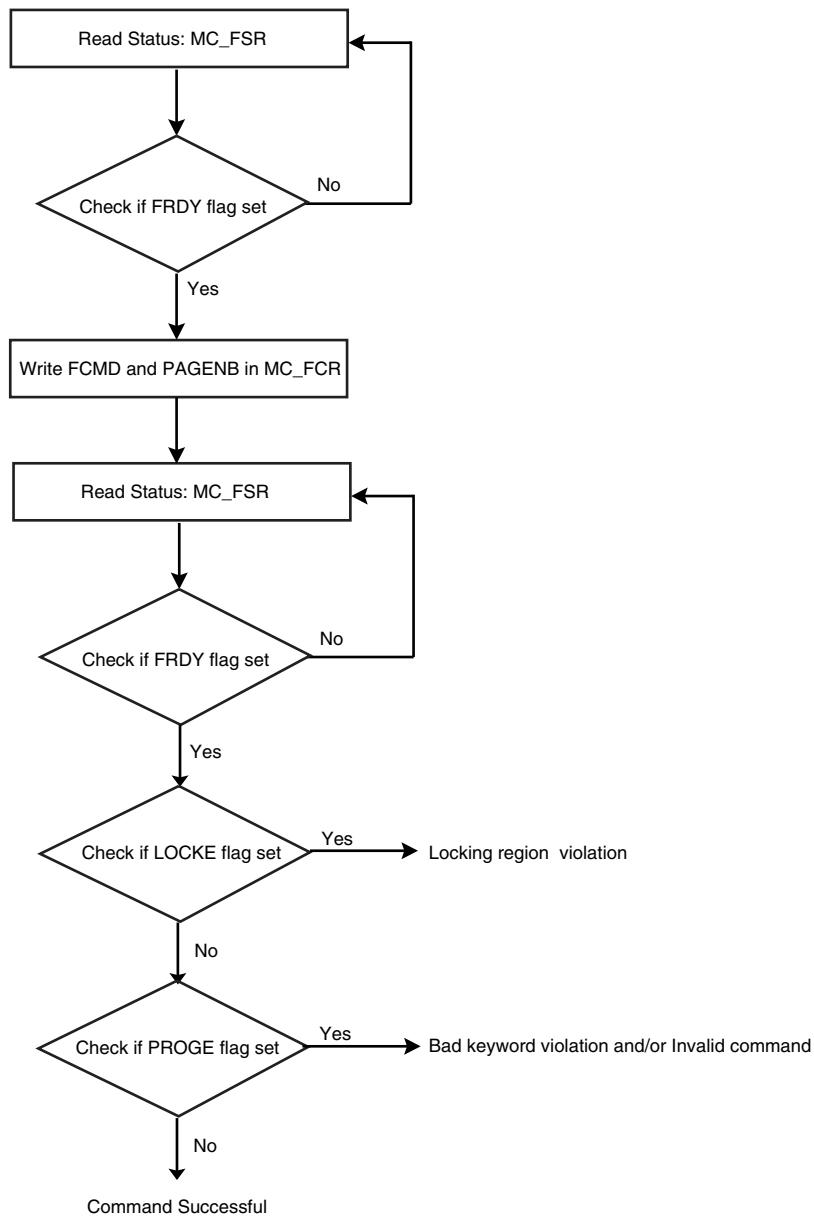 Read Status: MC_FSR
No
Check if FRDY flag set
Yes
Write FCMD and PAGENB in MC_FCR
Read Status: MC_FSR
No
Check if FRDY flag set
Yes
Check if LOCKE flag set
Yes
Locking region violation
No
Check if PROGE flag set
Yes
Bad keyword violation and/or Invalid command
No
Command Successful